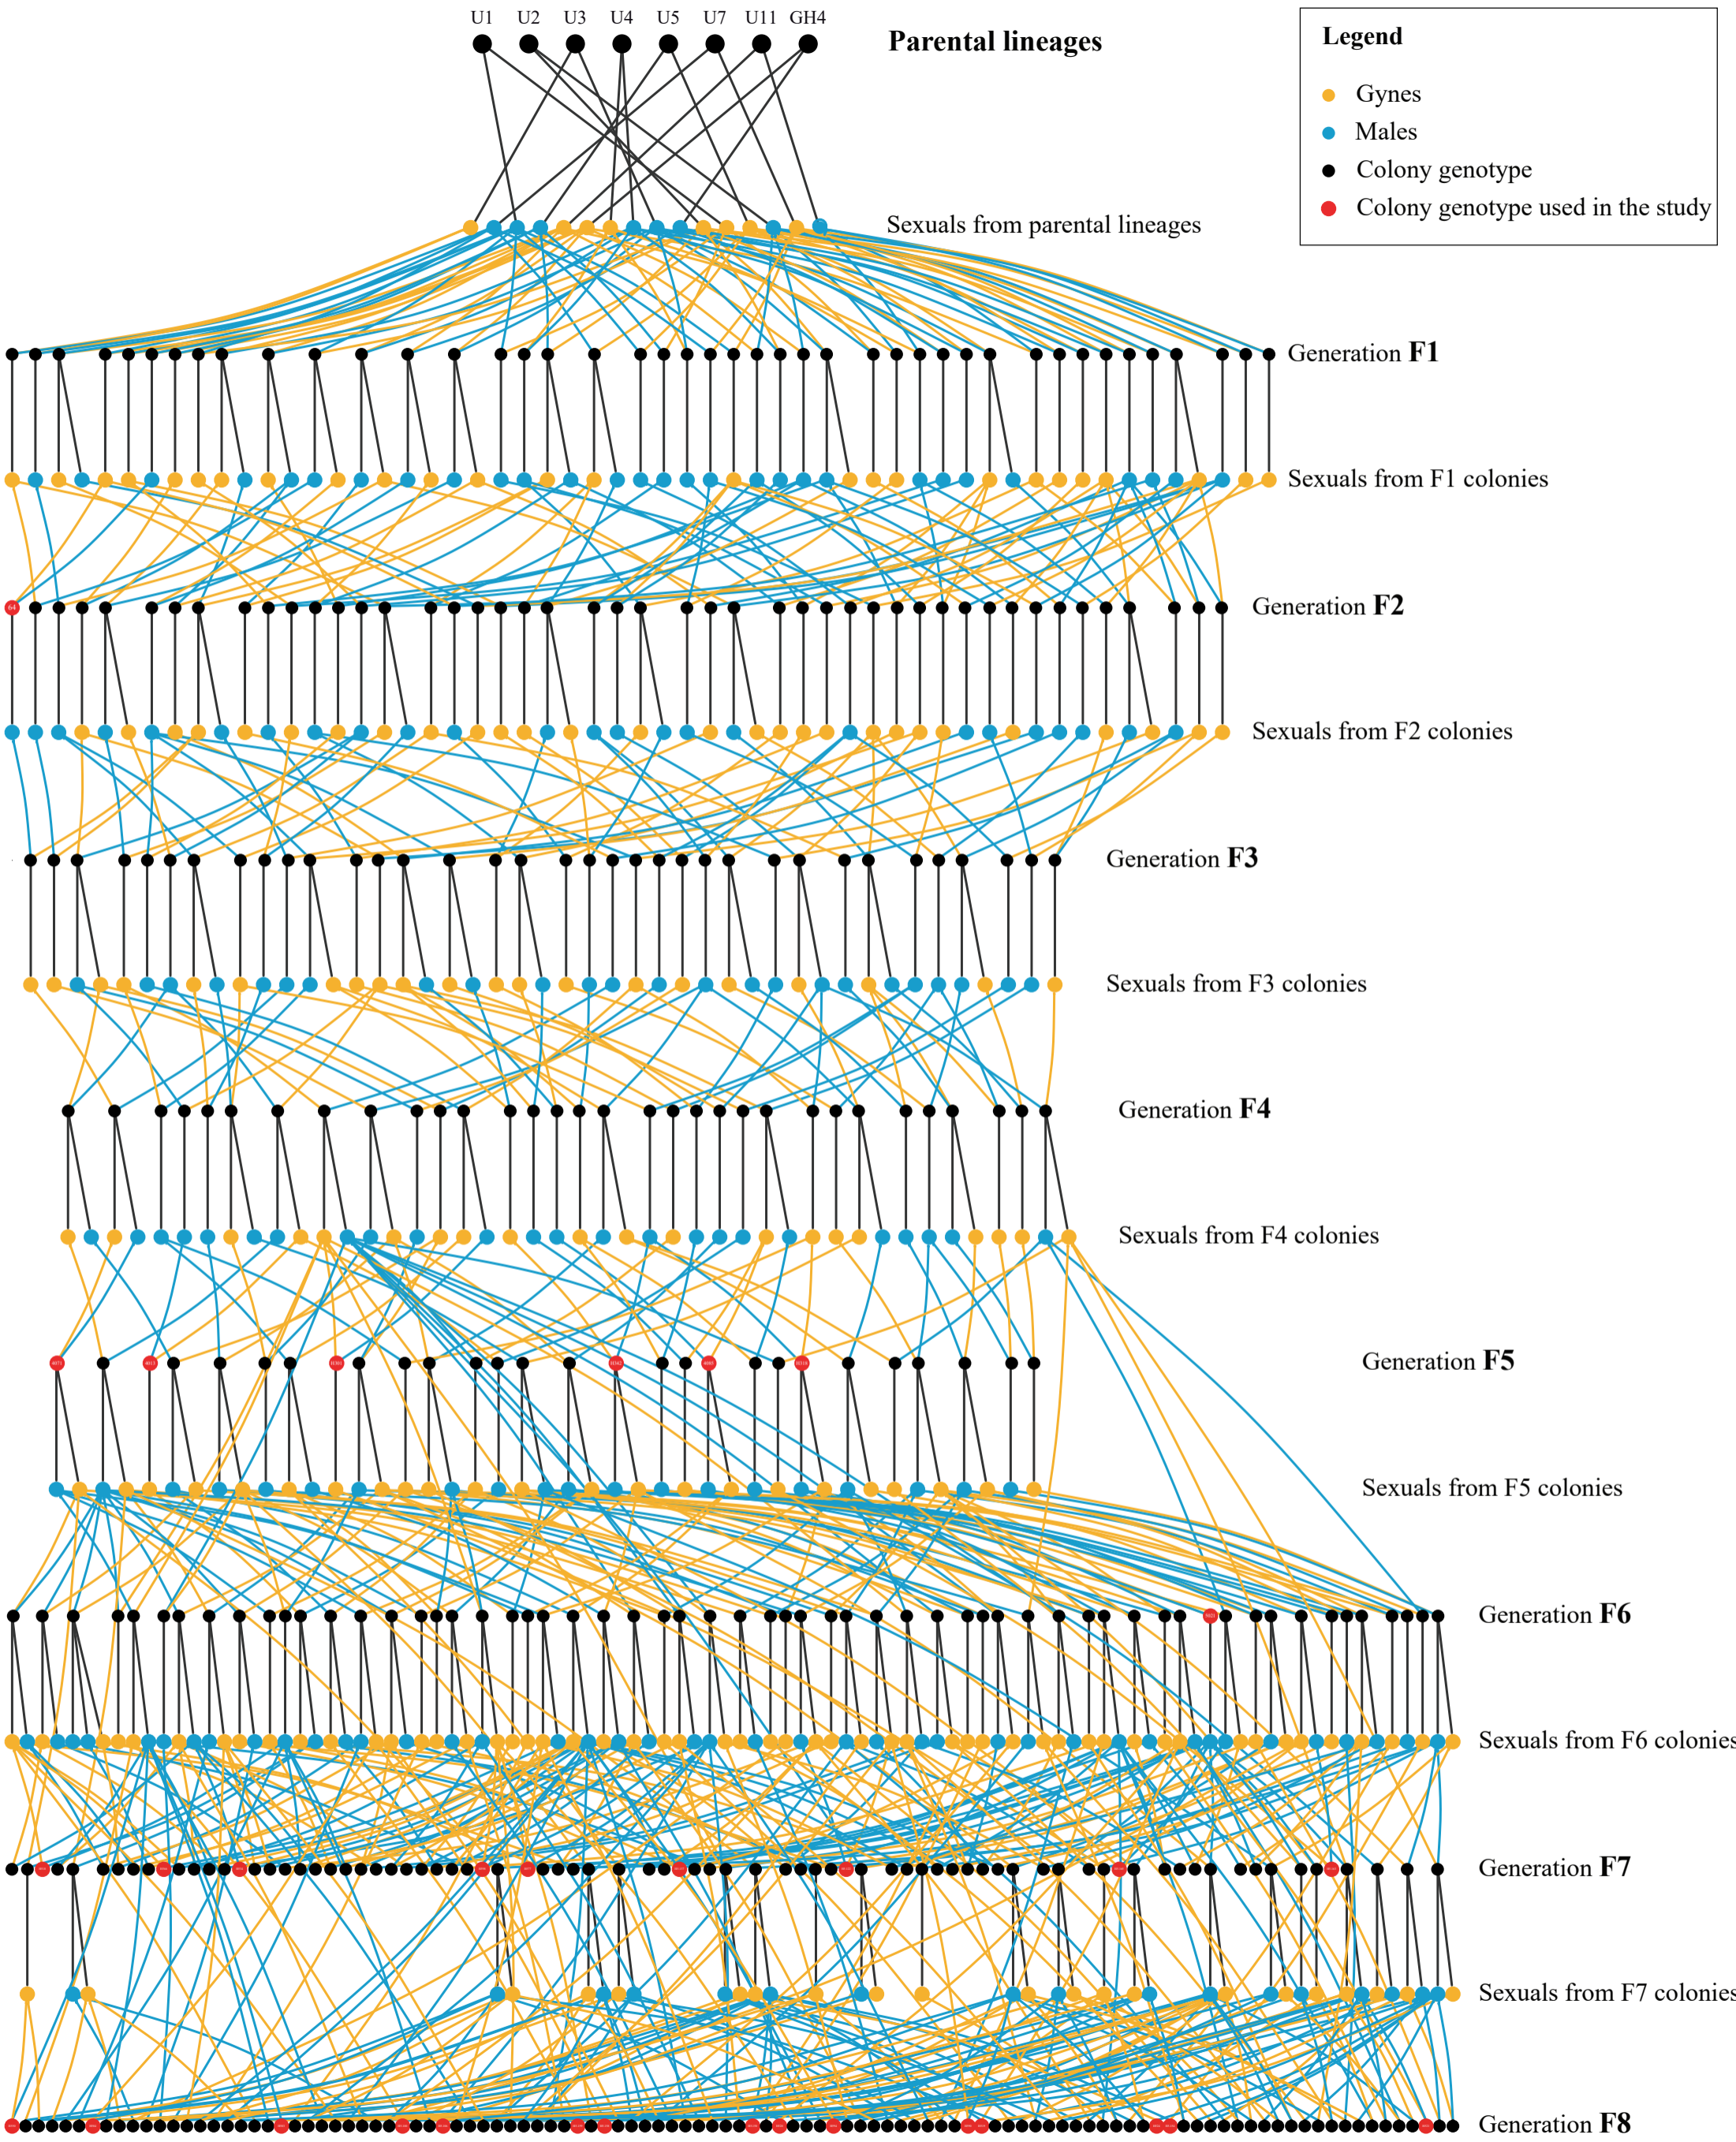 U1 U2 U3 U4 U5 U7 U11 GH4
Parental lineages
Legend
Gynes
Males
Colony genotype
Colony genotype used in the study
Sexuals from parental lineages
Generation F1
Sexuals from F1 colonies
64
Generation F2
Sexuals from F2 colonies
Generation F3
Sexuals from F3 colonies
Generation F4
Sexuals from F4 colonies
Generation F5
Sexuals from F5 colonies
Generation F6
Sexuals from F6 colonies
Generation F7
Sexuals from F7 colonies
Generation F8